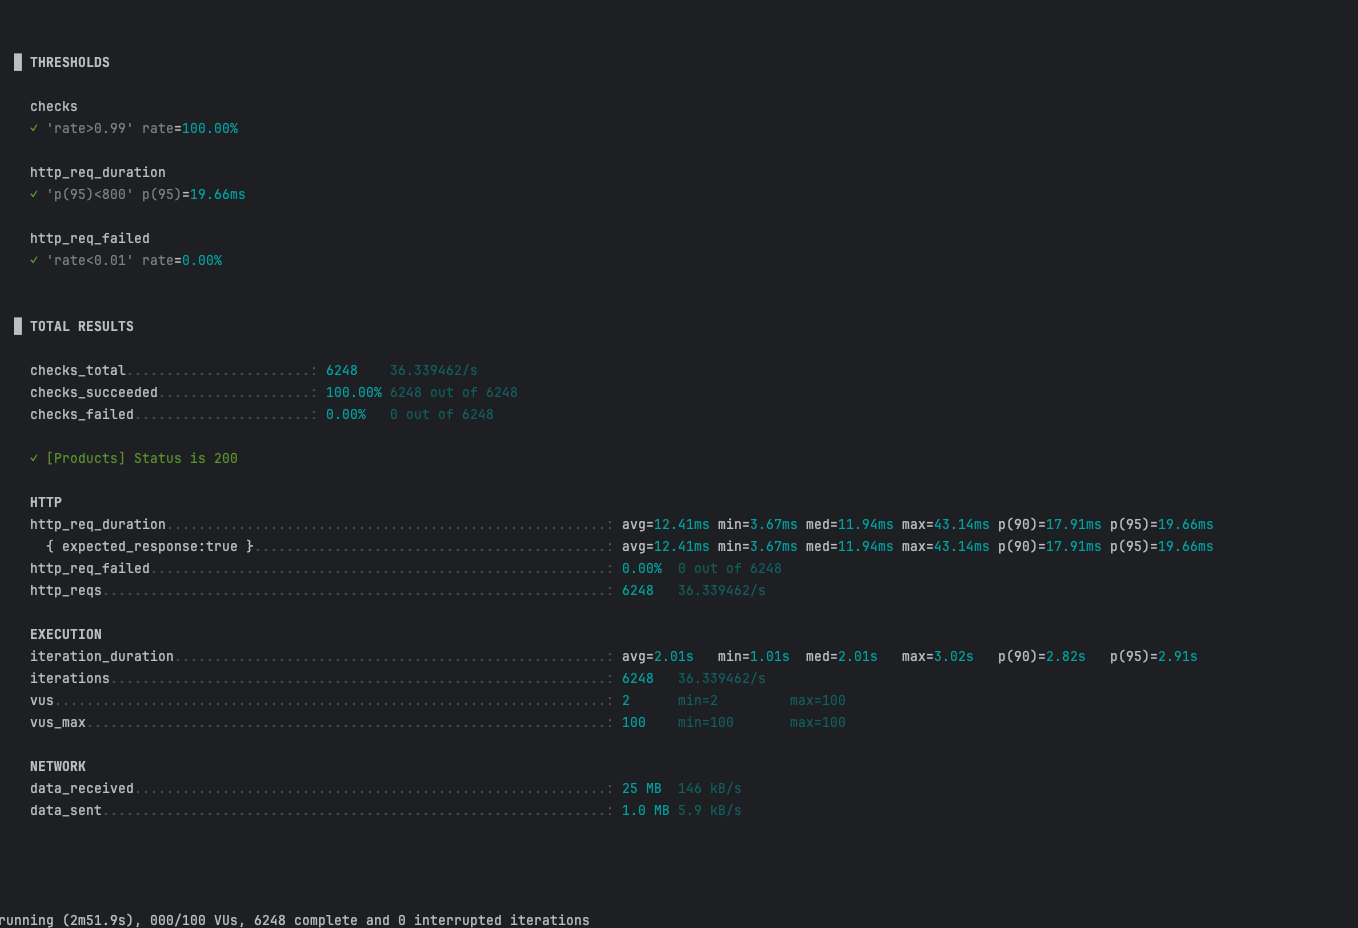 █ THRESHOLDS
checks
✓ 'rate>0.99' rate=100.00%
http_req_duration
✓ 'p(95)<800' p(95)=19.66ms
http_req_failed
✓ 'rate<0.01' rate=0.00%
█ TOTAL RESULTS
checks_total.......................: 6248    36.339462/s
checks_succeeded...................: 100.00% 6248 out of 6248
checks_failed......................: 0.00%   0 out of 6248
✓ [Products] Status is 200
HTTP
http_req_duration.......................................................: avg=12.41ms min=3.67ms med=11.94ms max=43.14ms p(90)=17.91ms p(95)=19.66ms
{ expected_response:true }............................................: avg=12.41ms min=3.67ms med=11.94ms max=43.14ms p(90)=17.91ms p(95)=19.66ms
http_req_failed.........................................................: 0.00%  0 out of 6248
http_reqs...............................................................: 6248   36.339462/s
EXECUTION
iteration_duration......................................................: avg=2.01s   min=1.01s  med=2.01s   max=3.02s   p(90)=2.82s   p(95)=2.91s
iterations..............................................................: 6248   36.339462/s
vus.....................................................................: 2      min=2         max=100
vus_max.................................................................: 100    min=100       max=100
NETWORK
data_received...........................................................: 25 MB  146 kB/s
data_sent...............................................................: 1.0 MB 5.9 kB/s
running (2m51.9s), 000/100 VUs, 6248 complete and 0 interrupted iterations